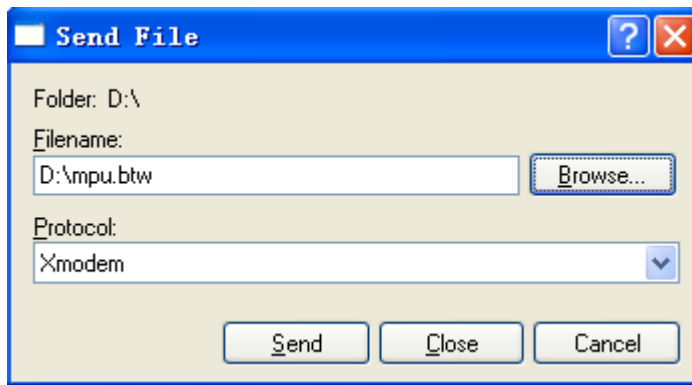 Send File
Folder: D:\
Filename:
D:\mpu.btw
Browse...
Protocol:
Xmodem
Send Close Cancel